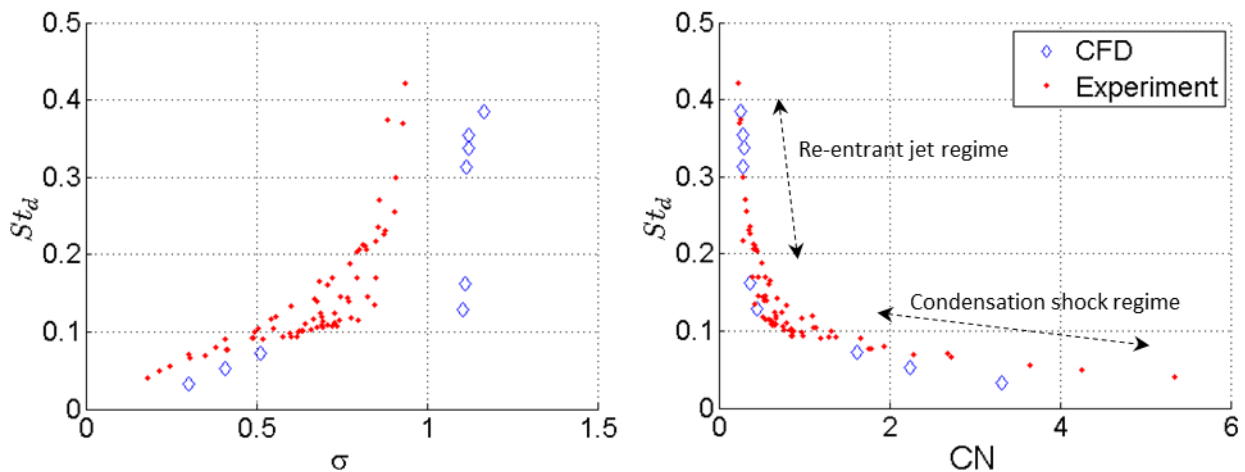 0.5
0.4
0.3
0.2
0.1
0
St_d
0
0.5
1
1.5
σ
0.5
0.4
0.3
0.2
0.1
0
St_d
0
2
4
6
CN
CFD
Experiment
Re-entrant jet regime
Condensation shock regime